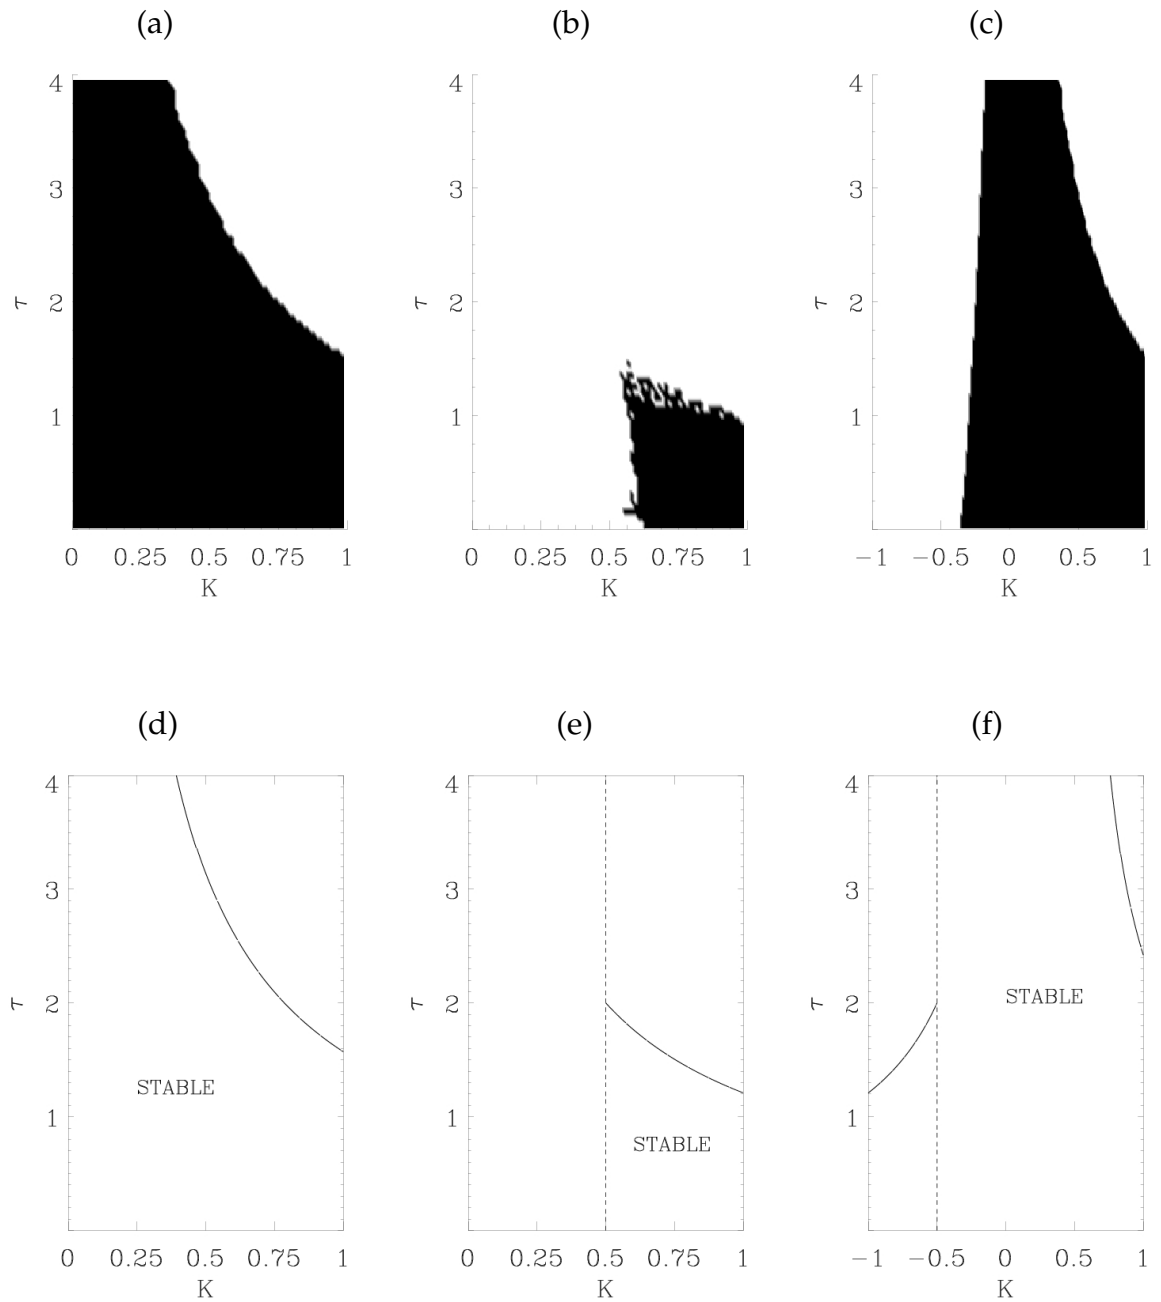 (a) (b) (c)
4 4 4
3 3 3
τ 2 τ 2 τ 2
1 1 1
0 0.25 0.5 0.75 1 0 0.25 0.5 0.75 1 −1 −0.5 0 0.5 1
K K K
(d) (e) (f)
4 4 4
3 3 3
τ 2 τ 2 τ 2 STABLE
STABLE
1 1 STABLE 1
0 0.25 0.5 0.75 1 0 0.25 0.5 0.75 1 −1 −0.5 0 0.5 1
K K K